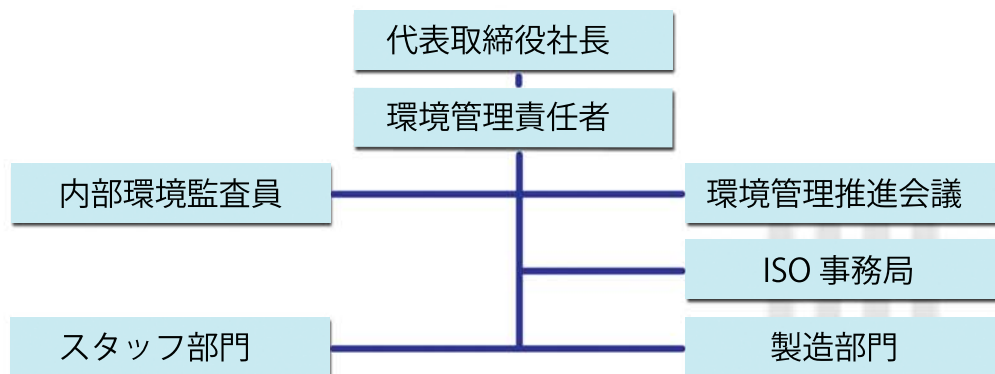 代表取締役社長
環境管理責任者
内部環境監査員
環境管理推進会議
ISO 事務局
スタッフ部門
製造部門